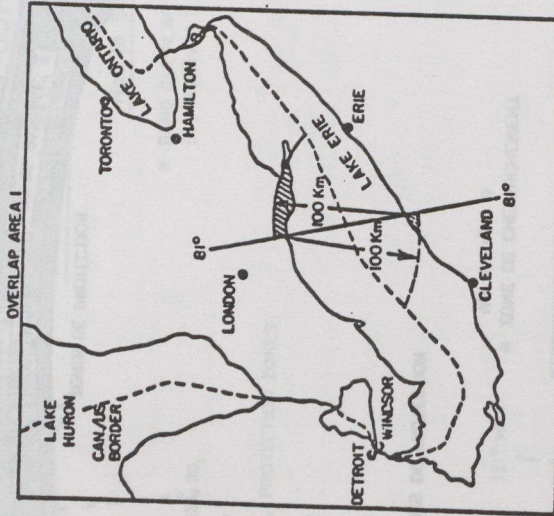 OVERLAP AREA I
LAKE
HURON
CAN./US
BORDER
LAKE ONTARIO
TORONTO
HAMILTON
LONDON
81°
100 Km
100 Km
LAKE ERIE
ERIE
81°
CLEVELAND
DETROIT
WINDSOR